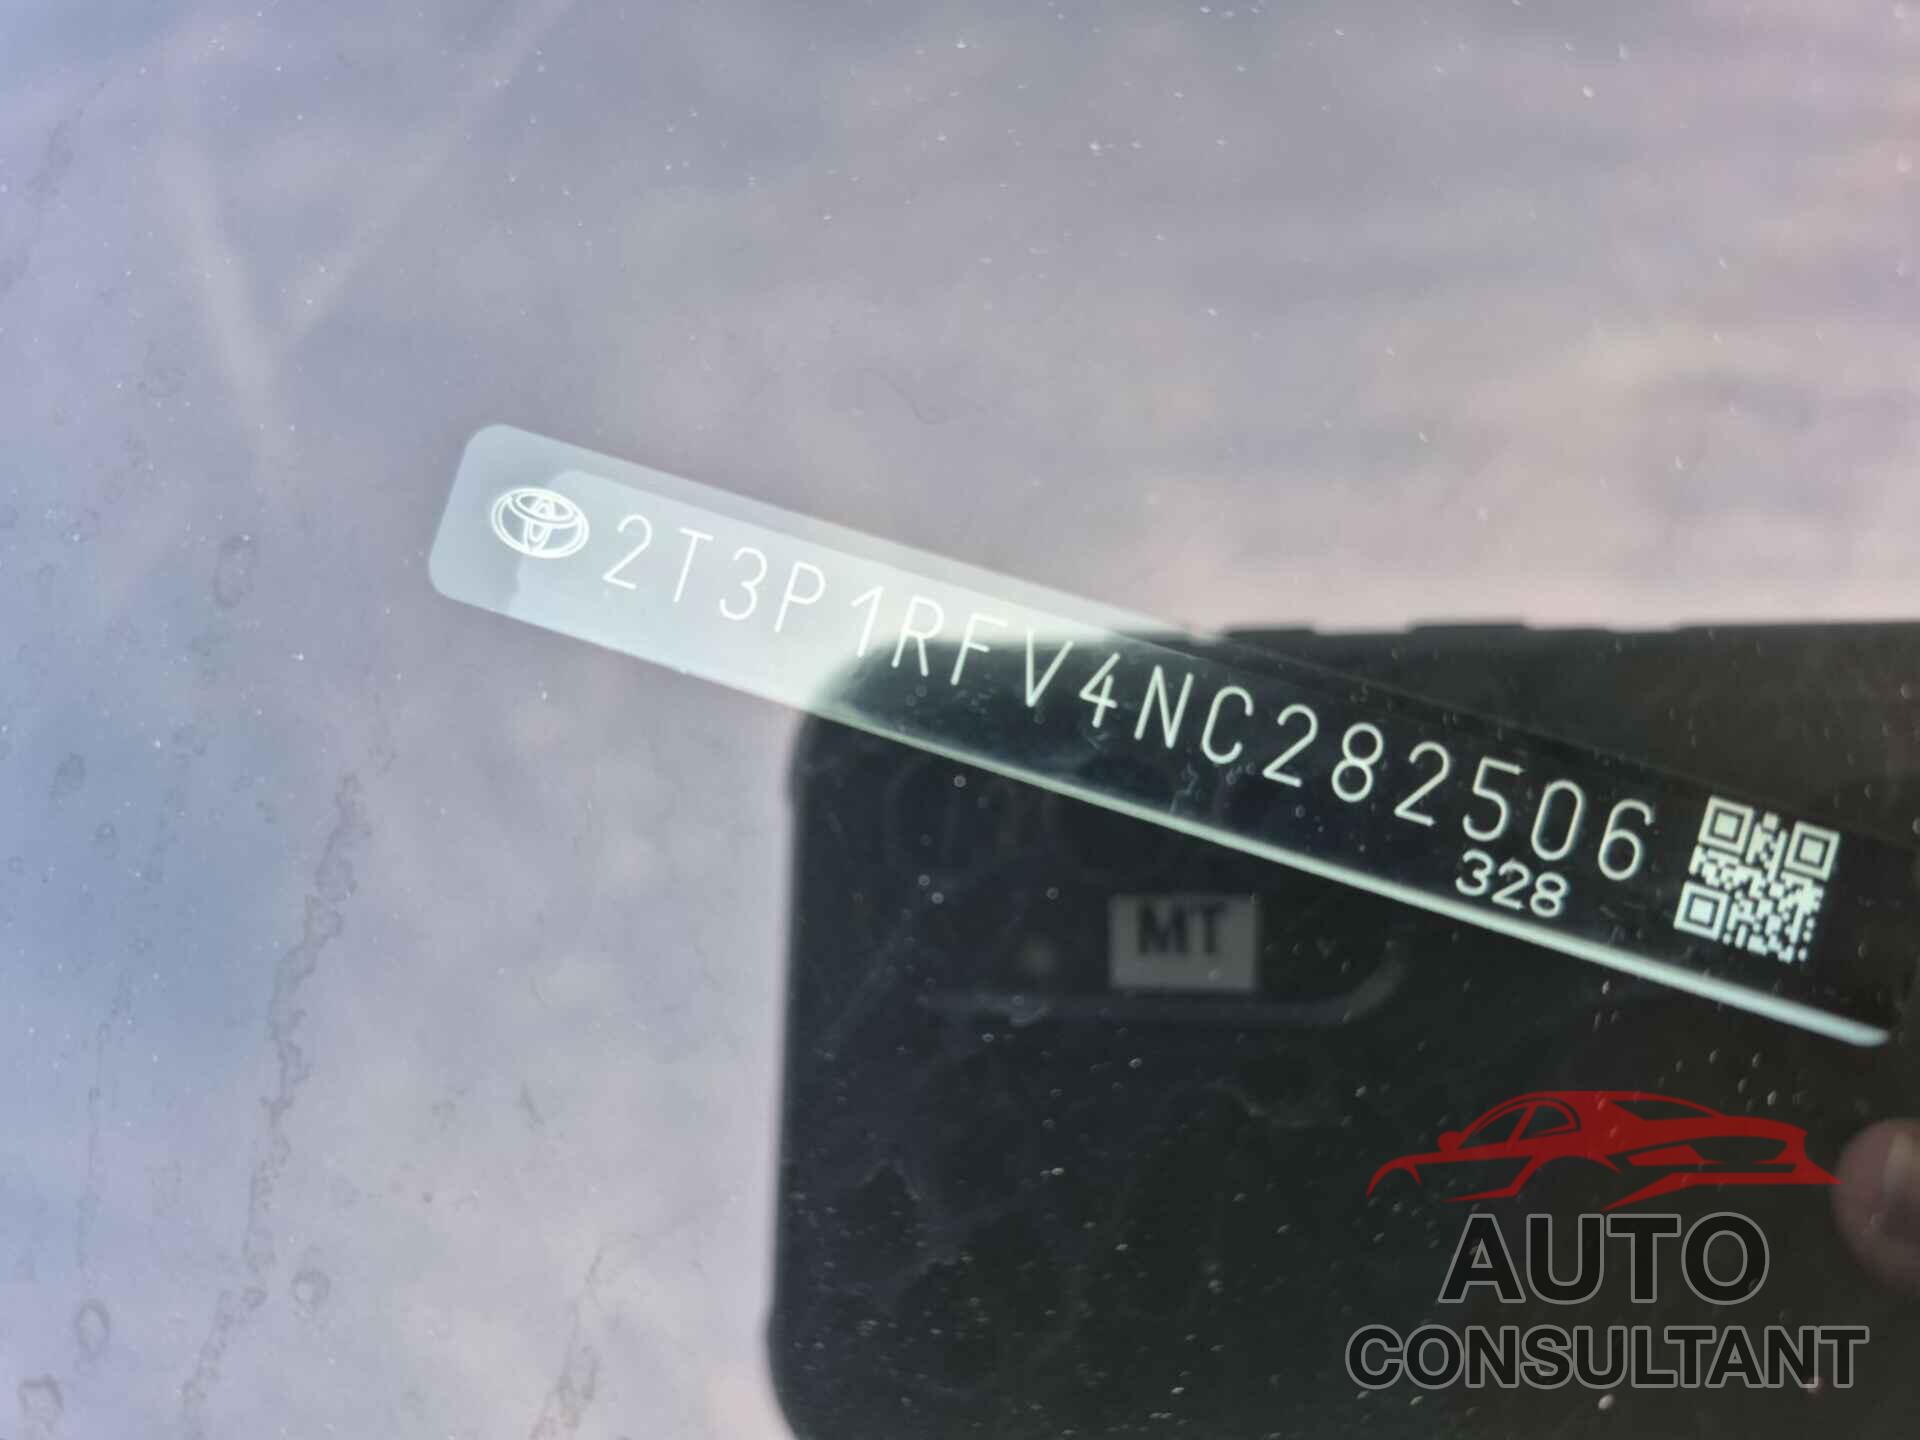 2T3P1RFV4NC282506
328
MT
AUTO
CONSULTANT